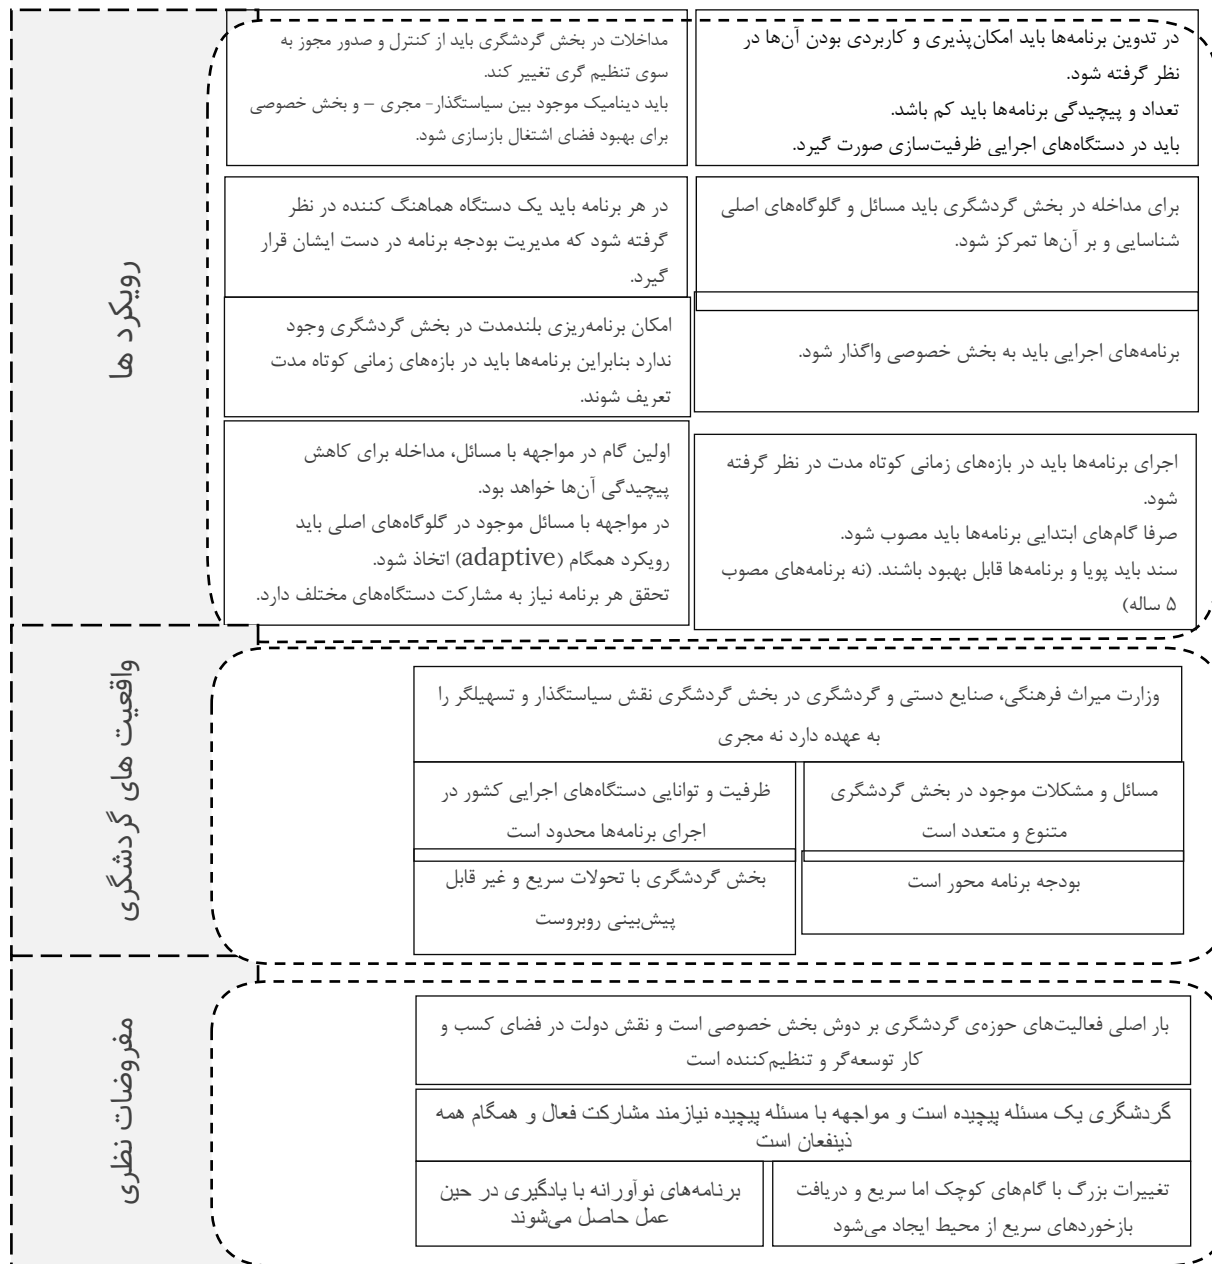 رویکرد ها
در تدوین برنامه‌ها باید امکان‌پذیری و کاربردی بودن آن‌ها در
نظر گرفته شود.
تعداد و پیچیدگی برنامه‌ها باید کم باشد.
باید در دستگاه‌های اجرایی ظرفیت‌سازی صورت گیرد.
مداخلات در بخش گردشگری باید از کنترل و صدور مجوز به
سوی تنظیم گری تغییر کند.
باید دینامیک موجود بین سیاستگذار- مجری – و بخش خصوصی
برای بهبود فضای اشتغال بازسازی شود.
برای مداخله در بخش گردشگری باید مسائل و گلوگاه‌های اصلی
شناسایی و بر آن‌ها تمرکز شود.
در هر برنامه باید یک دستگاه هماهنگ کننده در نظر
گرفته شود که مدیریت بودجه برنامه در دست ایشان قرار
گیرد.
برنامه‌های اجرایی باید به بخش خصوصی واگذار شود.
امکان برنامه‌ریزی بلندمدت در بخش گردشگری وجود
ندارد بنابراین برنامه‌ها باید در بازه‌های زمانی کوتاه مدت
تعریف شوند.
اجرای برنامه‌ها باید در بازه‌های زمانی کوتاه مدت در نظر گرفته
شود.
صرفا گام‌های ابتدایی برنامه‌ها باید مصوب شود.
سند باید پویا و برنامه‌ها قابل بهبود باشند. (نه برنامه‌های مصوب
۵ ساله)
اولین گام در مواجهه با مسائل، مداخله برای کاهش
پیچیدگی آن‌ها خواهد بود.
در مواجهه با مسائل موجود در گلوگاه‌های اصلی باید
رویکرد همگام (adaptive) اتخاذ شود.
تحقق هر برنامه نیاز به مشارکت دستگاه‌های مختلف دارد.
واقعیت های گردشگری
وزارت میراث فرهنگی، صنایع دستی و گردشگری در بخش گردشگری نقش سیاستگذار و تسهیلگر را
به عهده دارد نه مجری
مسائل و مشکلات موجود در بخش گردشگری
متنوع و متعدد است
ظرفیت و توانایی دستگاه‌های اجرایی کشور در
اجرای برنامه‌ها محدود است
بودجه برنامه محور است
بخش گردشگری با تحولات سریع و غیر قابل
پیش‌بینی روبروست
مفروضات نظری
بار اصلی فعالیت‌های حوزه‌ی گردشگری بر دوش بخش خصوصی است و نقش دولت در فضای کسب و
کار توسعه‌گر و تنظیم‌کننده است
گردشگری یک مسئله پیچیده است و مواجهه با مسئله پیچیده نیازمند مشارکت فعال و همگام همه
ذینفعان است
تغییرات بزرگ با گام‌های کوچک اما سریع و دریافت
بازخوردهای سریع از محیط ایجاد می‌شود
برنامه‌های نوآورانه با یادگیری در حین
عمل حاصل می‌شوند